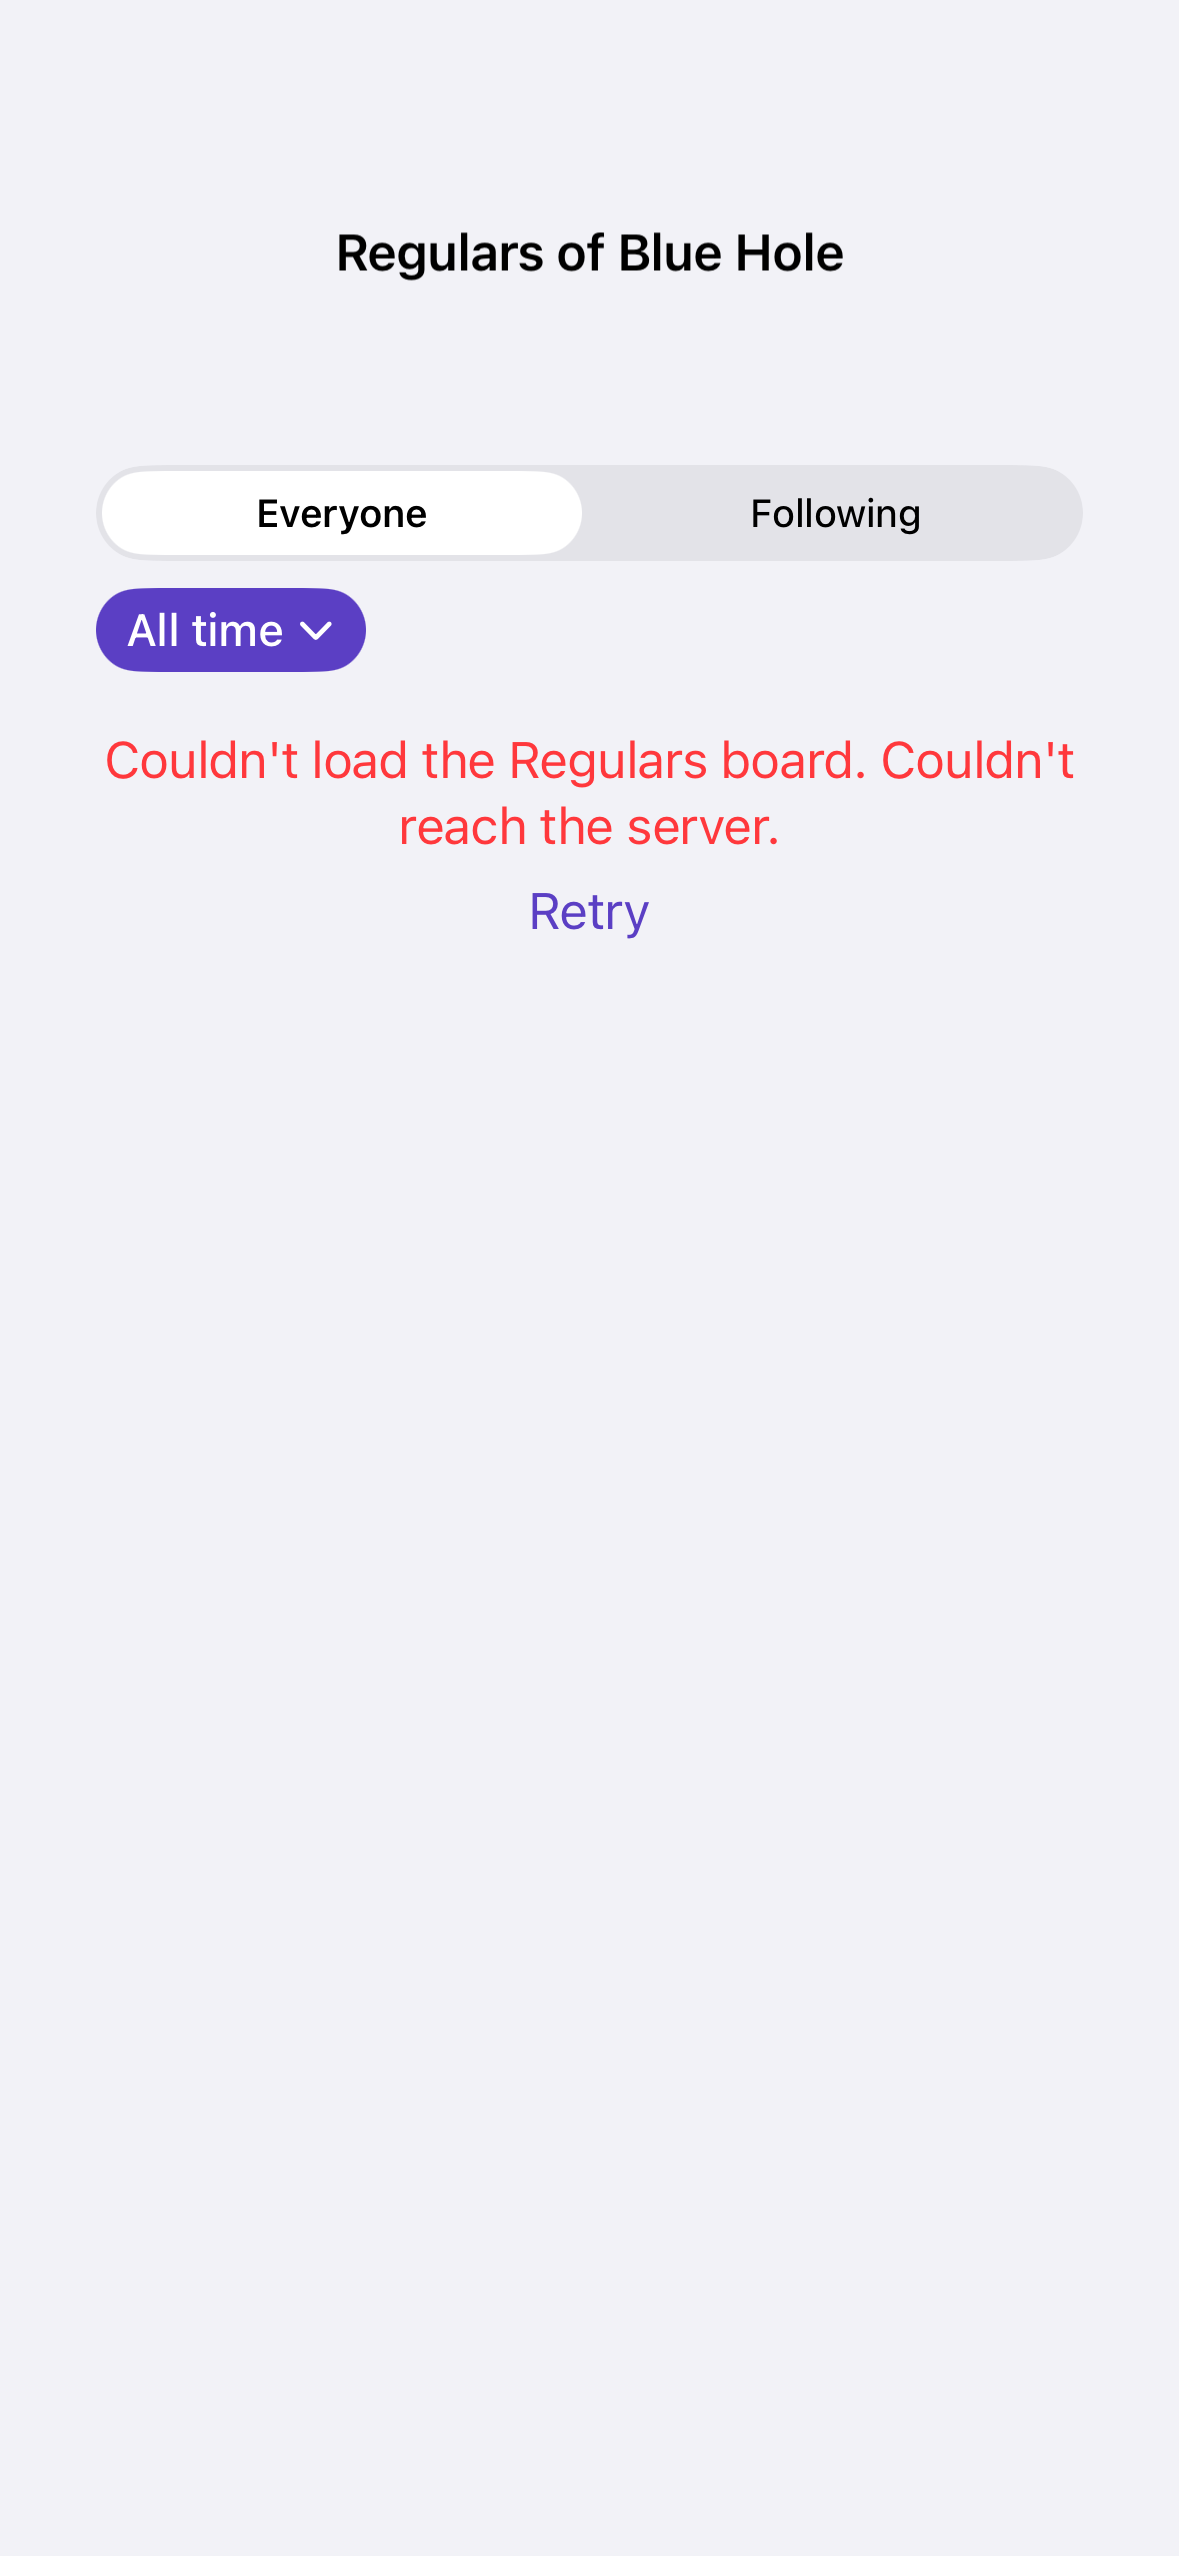 Regulars of Blue Hole
Everyone
Following
All time
Couldn't load the Regulars board. Couldn't
reach the server.
Retry